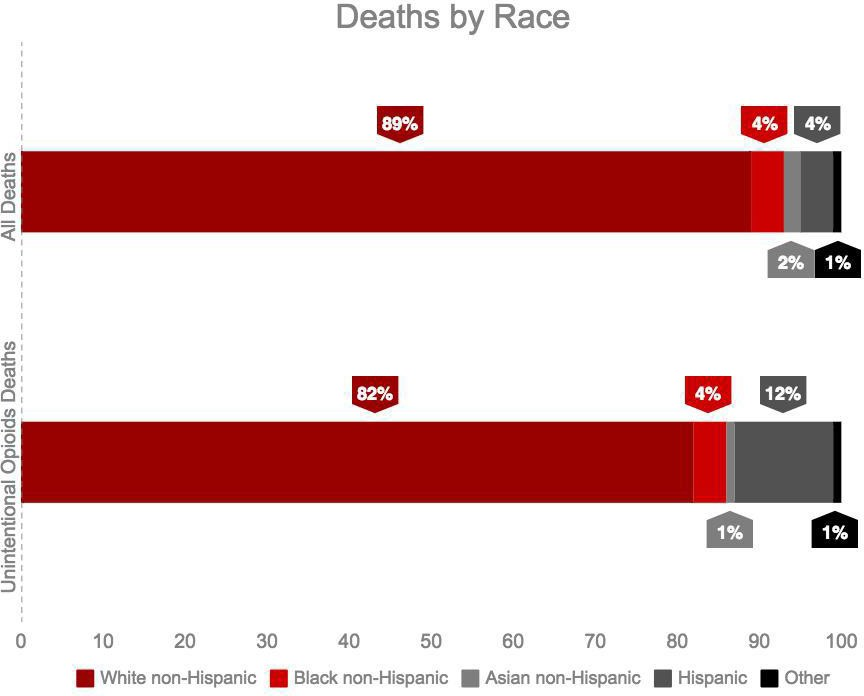 Deaths by Race
All Deaths
89%
4%
4%
2%
1%
Unintentional Opioids Deaths
82%
4%
12%
1%
1%
0 10 20 30 40 50 60 70 80 90 100
White non-Hispanic Black non-Hispanic Asian non-Hispanic Hispanic Other